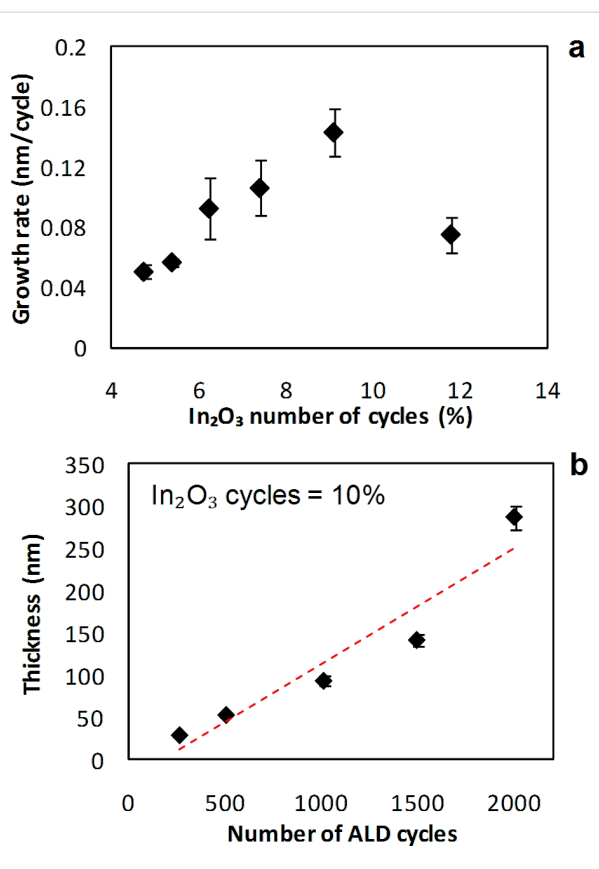 a
Growth rate (nm/cycle)
0.2
0.16
0.12
0.08
0.04
0
4 6 8 10 12 14
In₂O₃ number of cycles (%)
b
Thickness (nm)
In₂O₃ cycles = 10%
350
300
250
200
150
100
50
0
0 500 1000 1500 2000
Number of ALD cycles